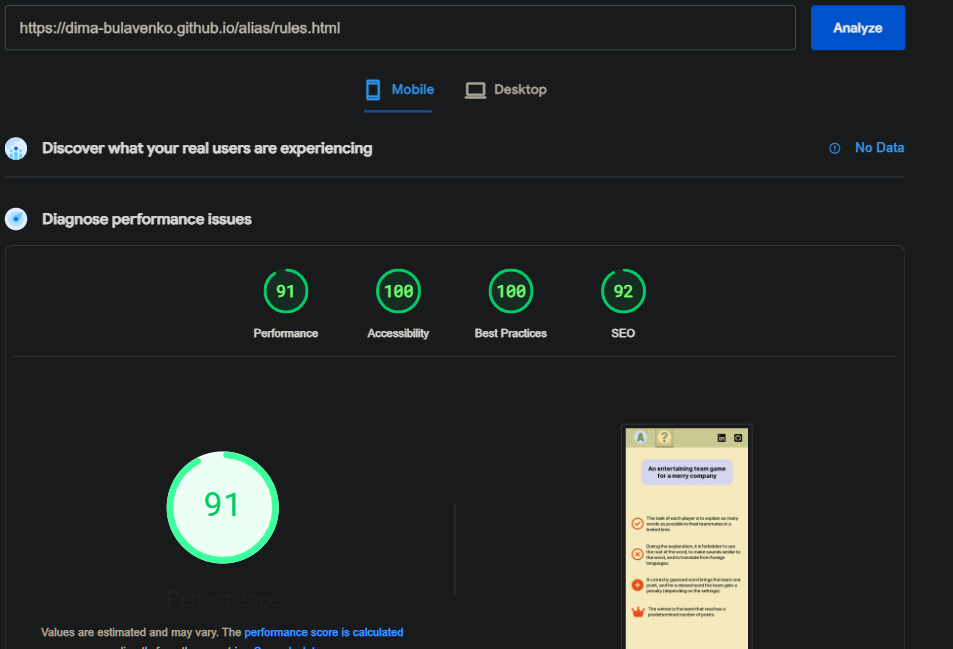 https://dima-bulavenko.github.io/alias/rules.html
Analyze
Mobile
Desktop
Discover what your real users are experiencing
No Data
Diagnose performance issues
91
100
100
92
Performance
Accessibility
Best Practices
SEO
91
Performance
Values are estimated and may vary. The performance score is calculated
A
?
An entertaining team game
for a merry company
The task of each player is to explain as many
words as possible to their teammates in a
limited time.
During the explanation, it is forbidden to use
the root of the word, to make sounds similar to
the word, and to translate from foreign
languages.
A correctly guessed word brings the team one
point, and for a missed word the team gets a
penalty (depending on the settings).
The winner is the team that reaches a
predetermined number of points.